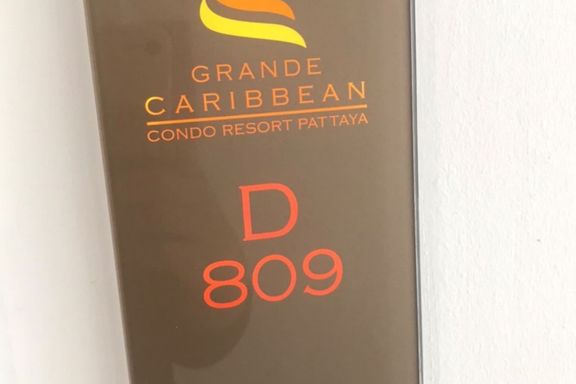 GRANDE
CARIBBEAN
CONDO RESORT PATTAYA
D
809